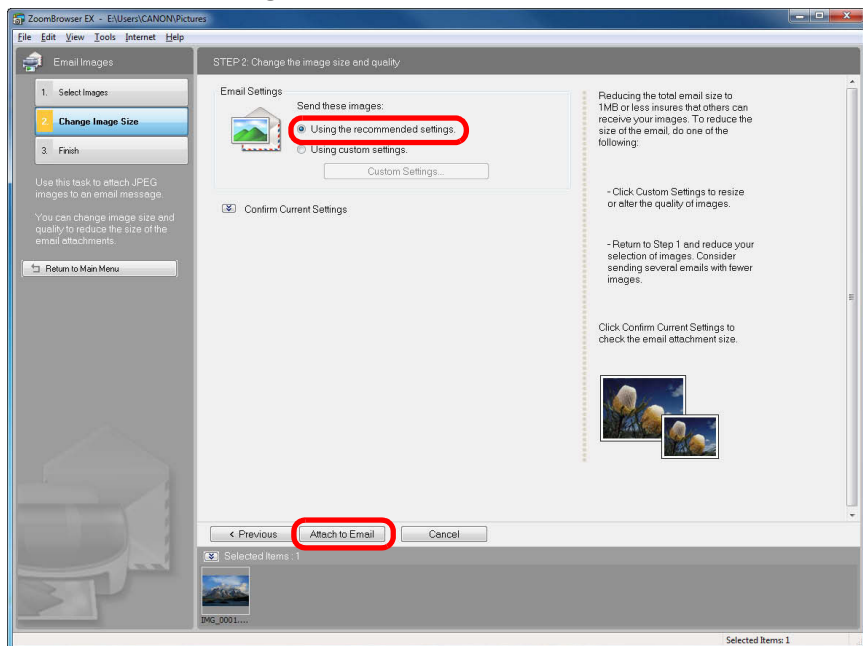 ZoomBrowser EX - E:\Users\CANON\Pictures
File Edit View Tools Internet Help
Email Images
STEP 2: Change the image size and quality
1. Select Images
2. Change Image Size
3. Finish
Use this task to attach JPEG
images to an email message.
You can change image size and
quality to reduce the size of the
email attachments.
Return to Main Menu
Email Settings
Send these images:
Using the recommended settings.
Using custom settings.
Custom Settings...
Confirm Current Settings
Reducing the total email size to
1MB or less insures that others can
receive your images. To reduce the
size of the email, do one of the
following:
- Click Custom Settings to resize
or alter the quality of images.
- Return to Step 1 and reduce your
selection of images. Consider
sending several emails with fewer
images.
Click Confirm Current Settings to
check the email attachment size.
< Previous Attach to Email Cancel
Selected Items : 1
IMG_0001....
Selected Items: 1